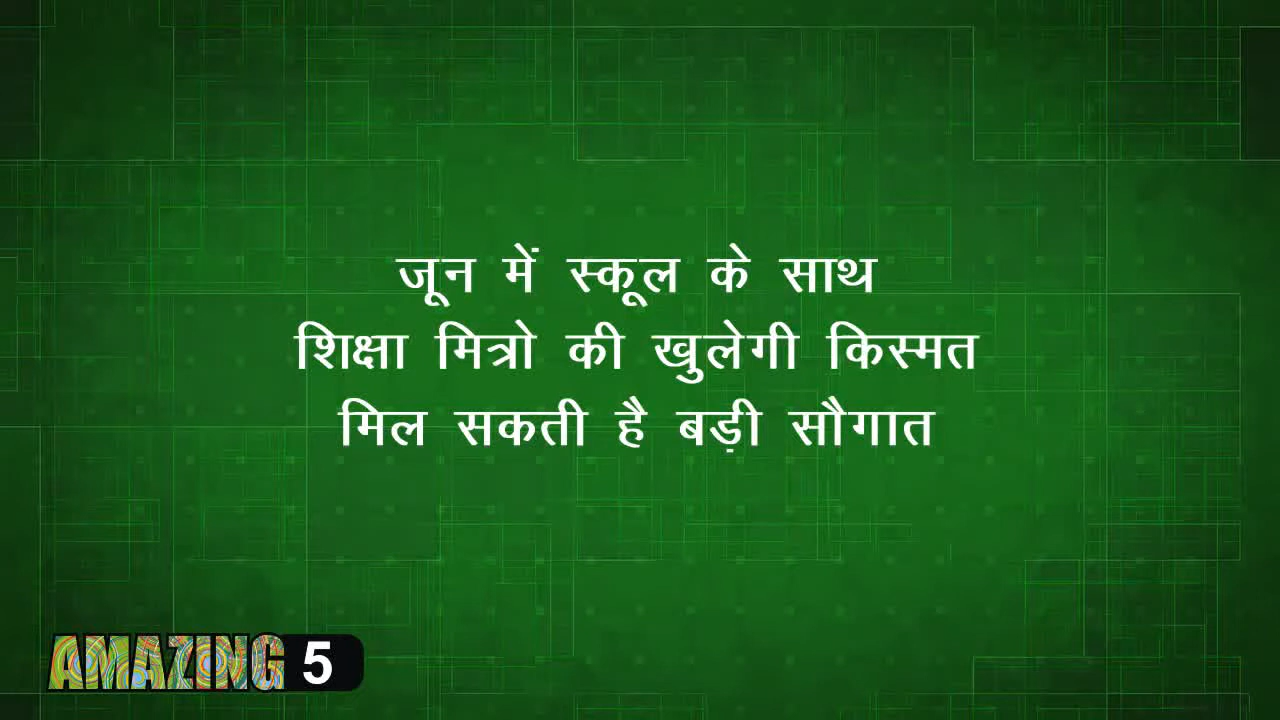 जून में स्कूल के साथ
शिक्षा मित्रो की खुलेगी किस्मत
मिल सकती है बड़ी सौगात
AMAZING 5